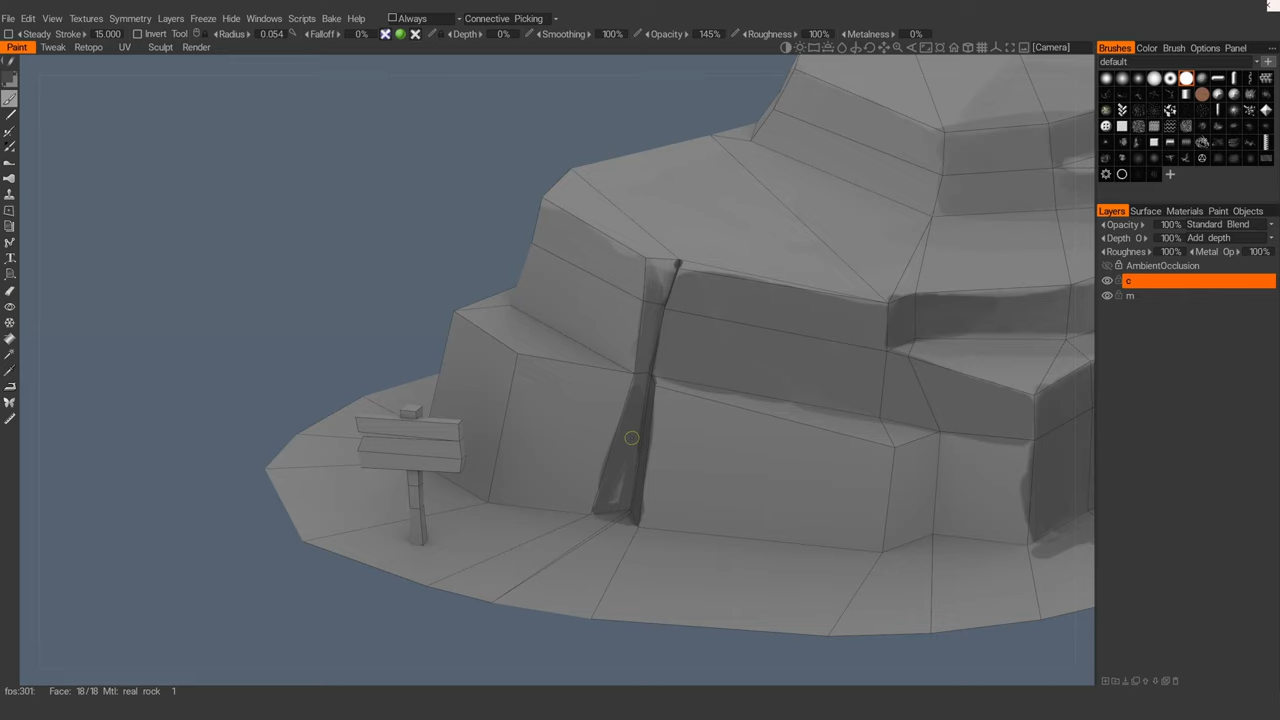 File Edit View Textures Symmetry Layers Freeze Hide Windows Scripts Bake Help Always Connective Picking
Steady Stroke 15.000 Invert Tool Radius 0.054 Falloff 0% Depth 0% Smoothing 100% Opacity 145% Roughness 100% Metalness 0%
Paint Tweak Retopo UV Sculpt Render [Camera] Brushes Color Brush Options Panel
default
Layers Surface Materials Paint Objects
Opacity 100% Standard Blend
Depth O 100% Add depth
Roughnes 100% Metal Op 100%
AmbientOcclusion
c
m
fps:301: Face: 18/18 Mtl: real rock 1